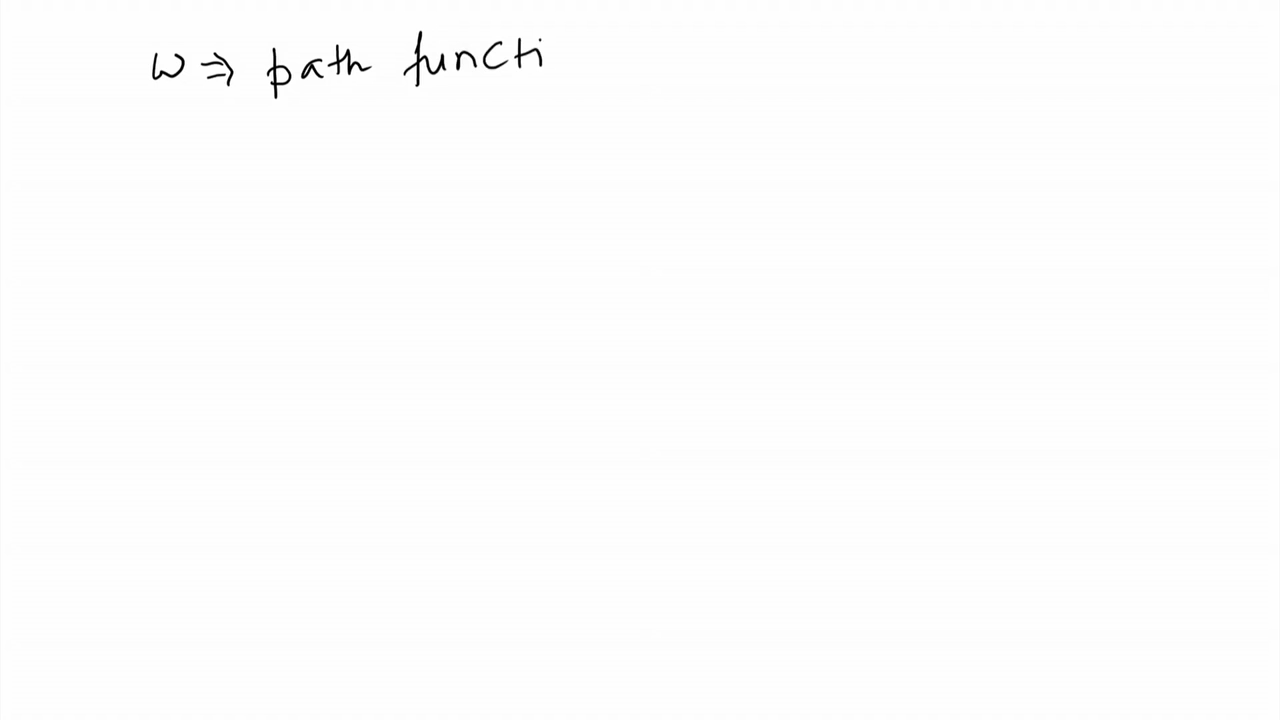 w ⇒ path functi